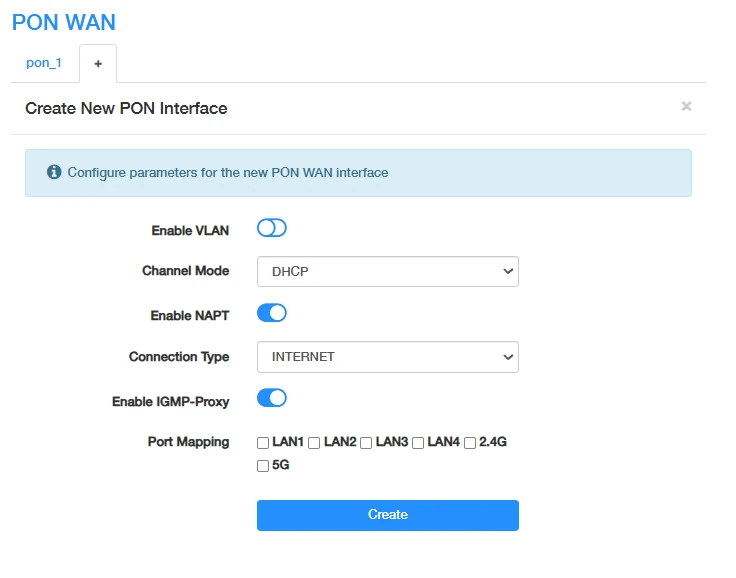 PON WAN
pon_1 +
Create New PON Interface ×
Configure parameters for the new PON WAN interface
Enable VLAN
Channel Mode DHCP
Enable NAPT
Connection Type INTERNET
Enable IGMP-Proxy
Port Mapping LAN1 LAN2 LAN3 LAN4 2.4G
5G
Create